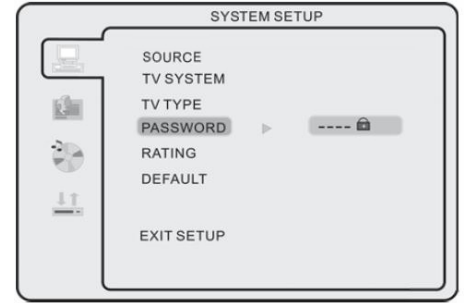 SYSTEM SETUP
SOURCE
TV SYSTEM
TV TYPE
PASSWORD ----
RATING
DEFAULT
EXIT SETUP